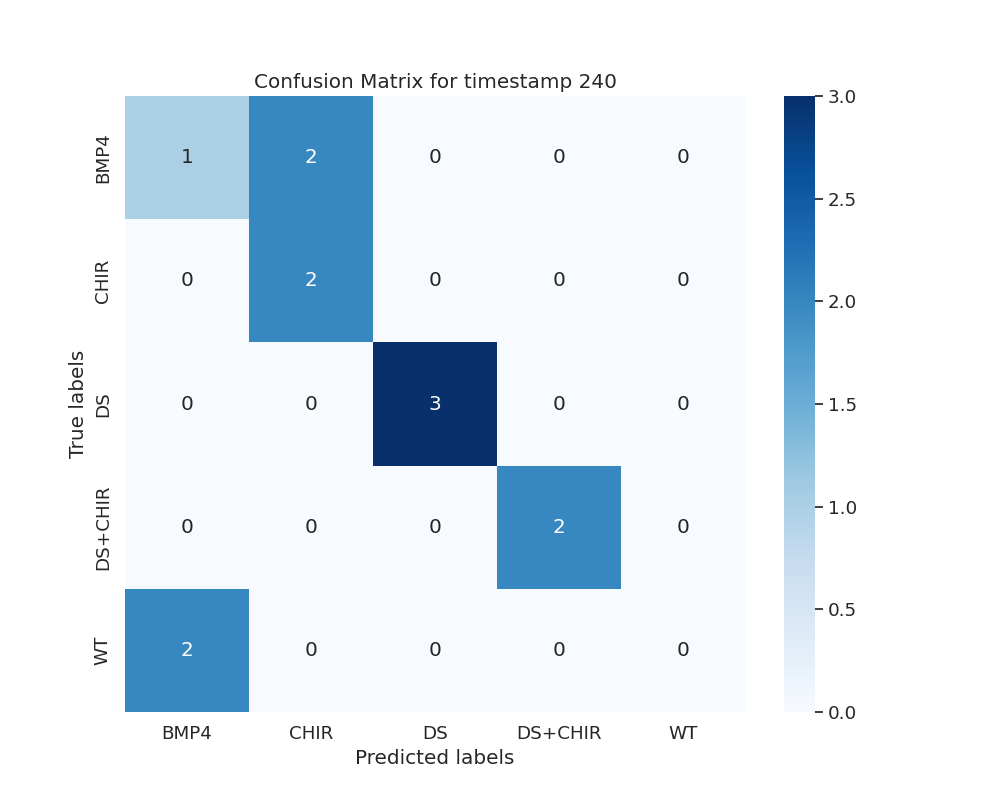 Confusion Matrix for timestamp 240
True labels
BMP4 1 2 0 0 0
CHIR 0 2 0 0 0
DS 0 0 3 0 0
DS+CHIR 0 0 0 2 0
WT 2 0 0 0 0
BMP4 CHIR DS DS+CHIR WT
Predicted labels
3.0
2.5
2.0
1.5
1.0
0.5
0.0